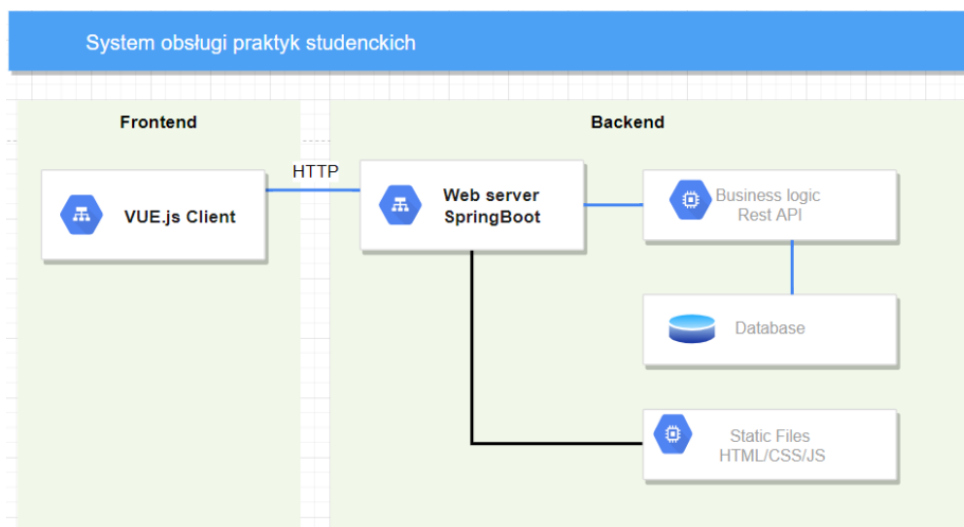 System obsługi praktyk studenckich
Frontend
Backend
HTTP
VUE.js Client
Web server
SpringBoot
Business logic
Rest API
Database
Static Files
HTML/CSS/JS